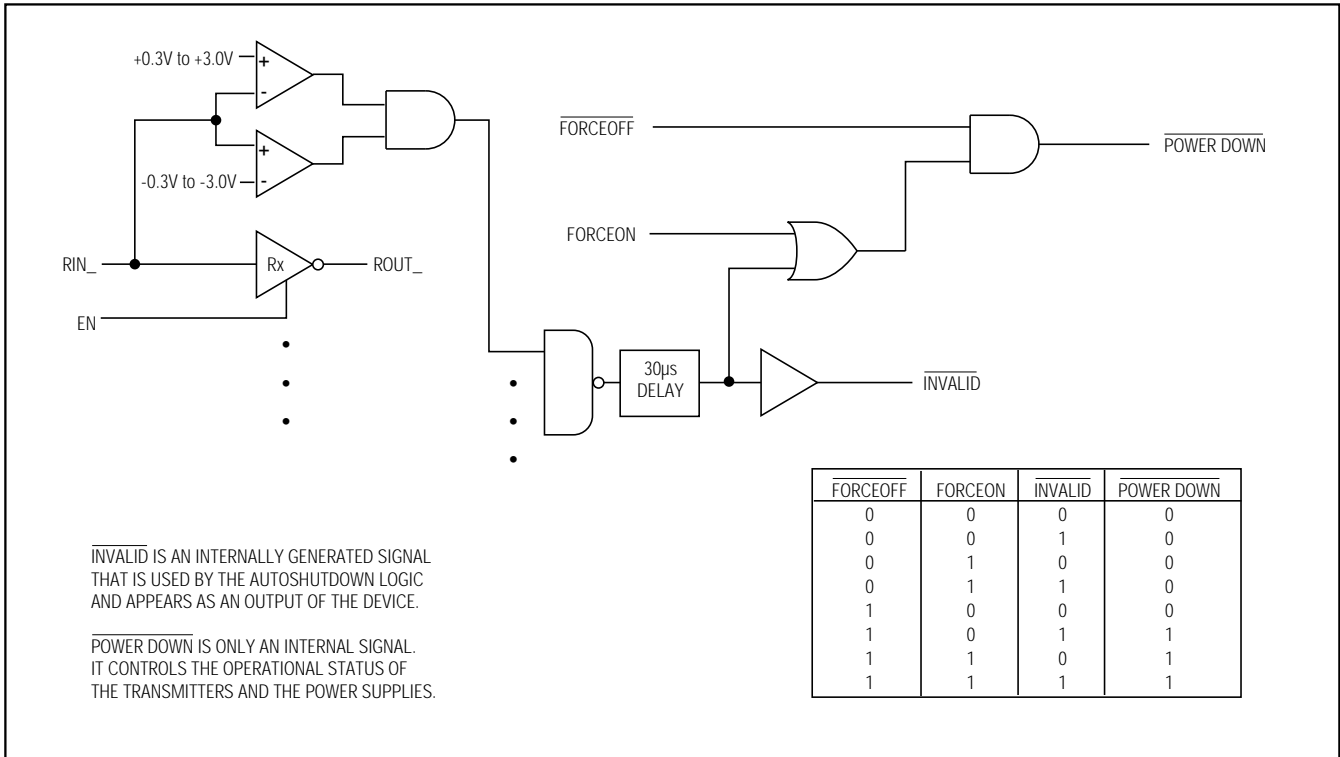 +0.3V to +3.0V
+
-
+
-0.3V to -3.0V
-
RIN_
Rx
ROUT_
EN
FORCEOFF
POWER DOWN
FORCEON
30µs
DELAY
INVALID
INVALID IS AN INTERNALLY GENERATED SIGNAL
THAT IS USED BY THE AUTOSHUTDOWN LOGIC
AND APPEARS AS AN OUTPUT OF THE DEVICE.
POWER DOWN IS ONLY AN INTERNAL SIGNAL.
IT CONTROLS THE OPERATIONAL STATUS OF
THE TRANSMITTERS AND THE POWER SUPPLIES.
FORCEOFF FORCEON INVALID POWER DOWN
0 0 0 0
0 0 1 0
0 1 0 0
0 1 1 0
1 0 0 0
1 0 1 1
1 1 0 1
1 1 1 1